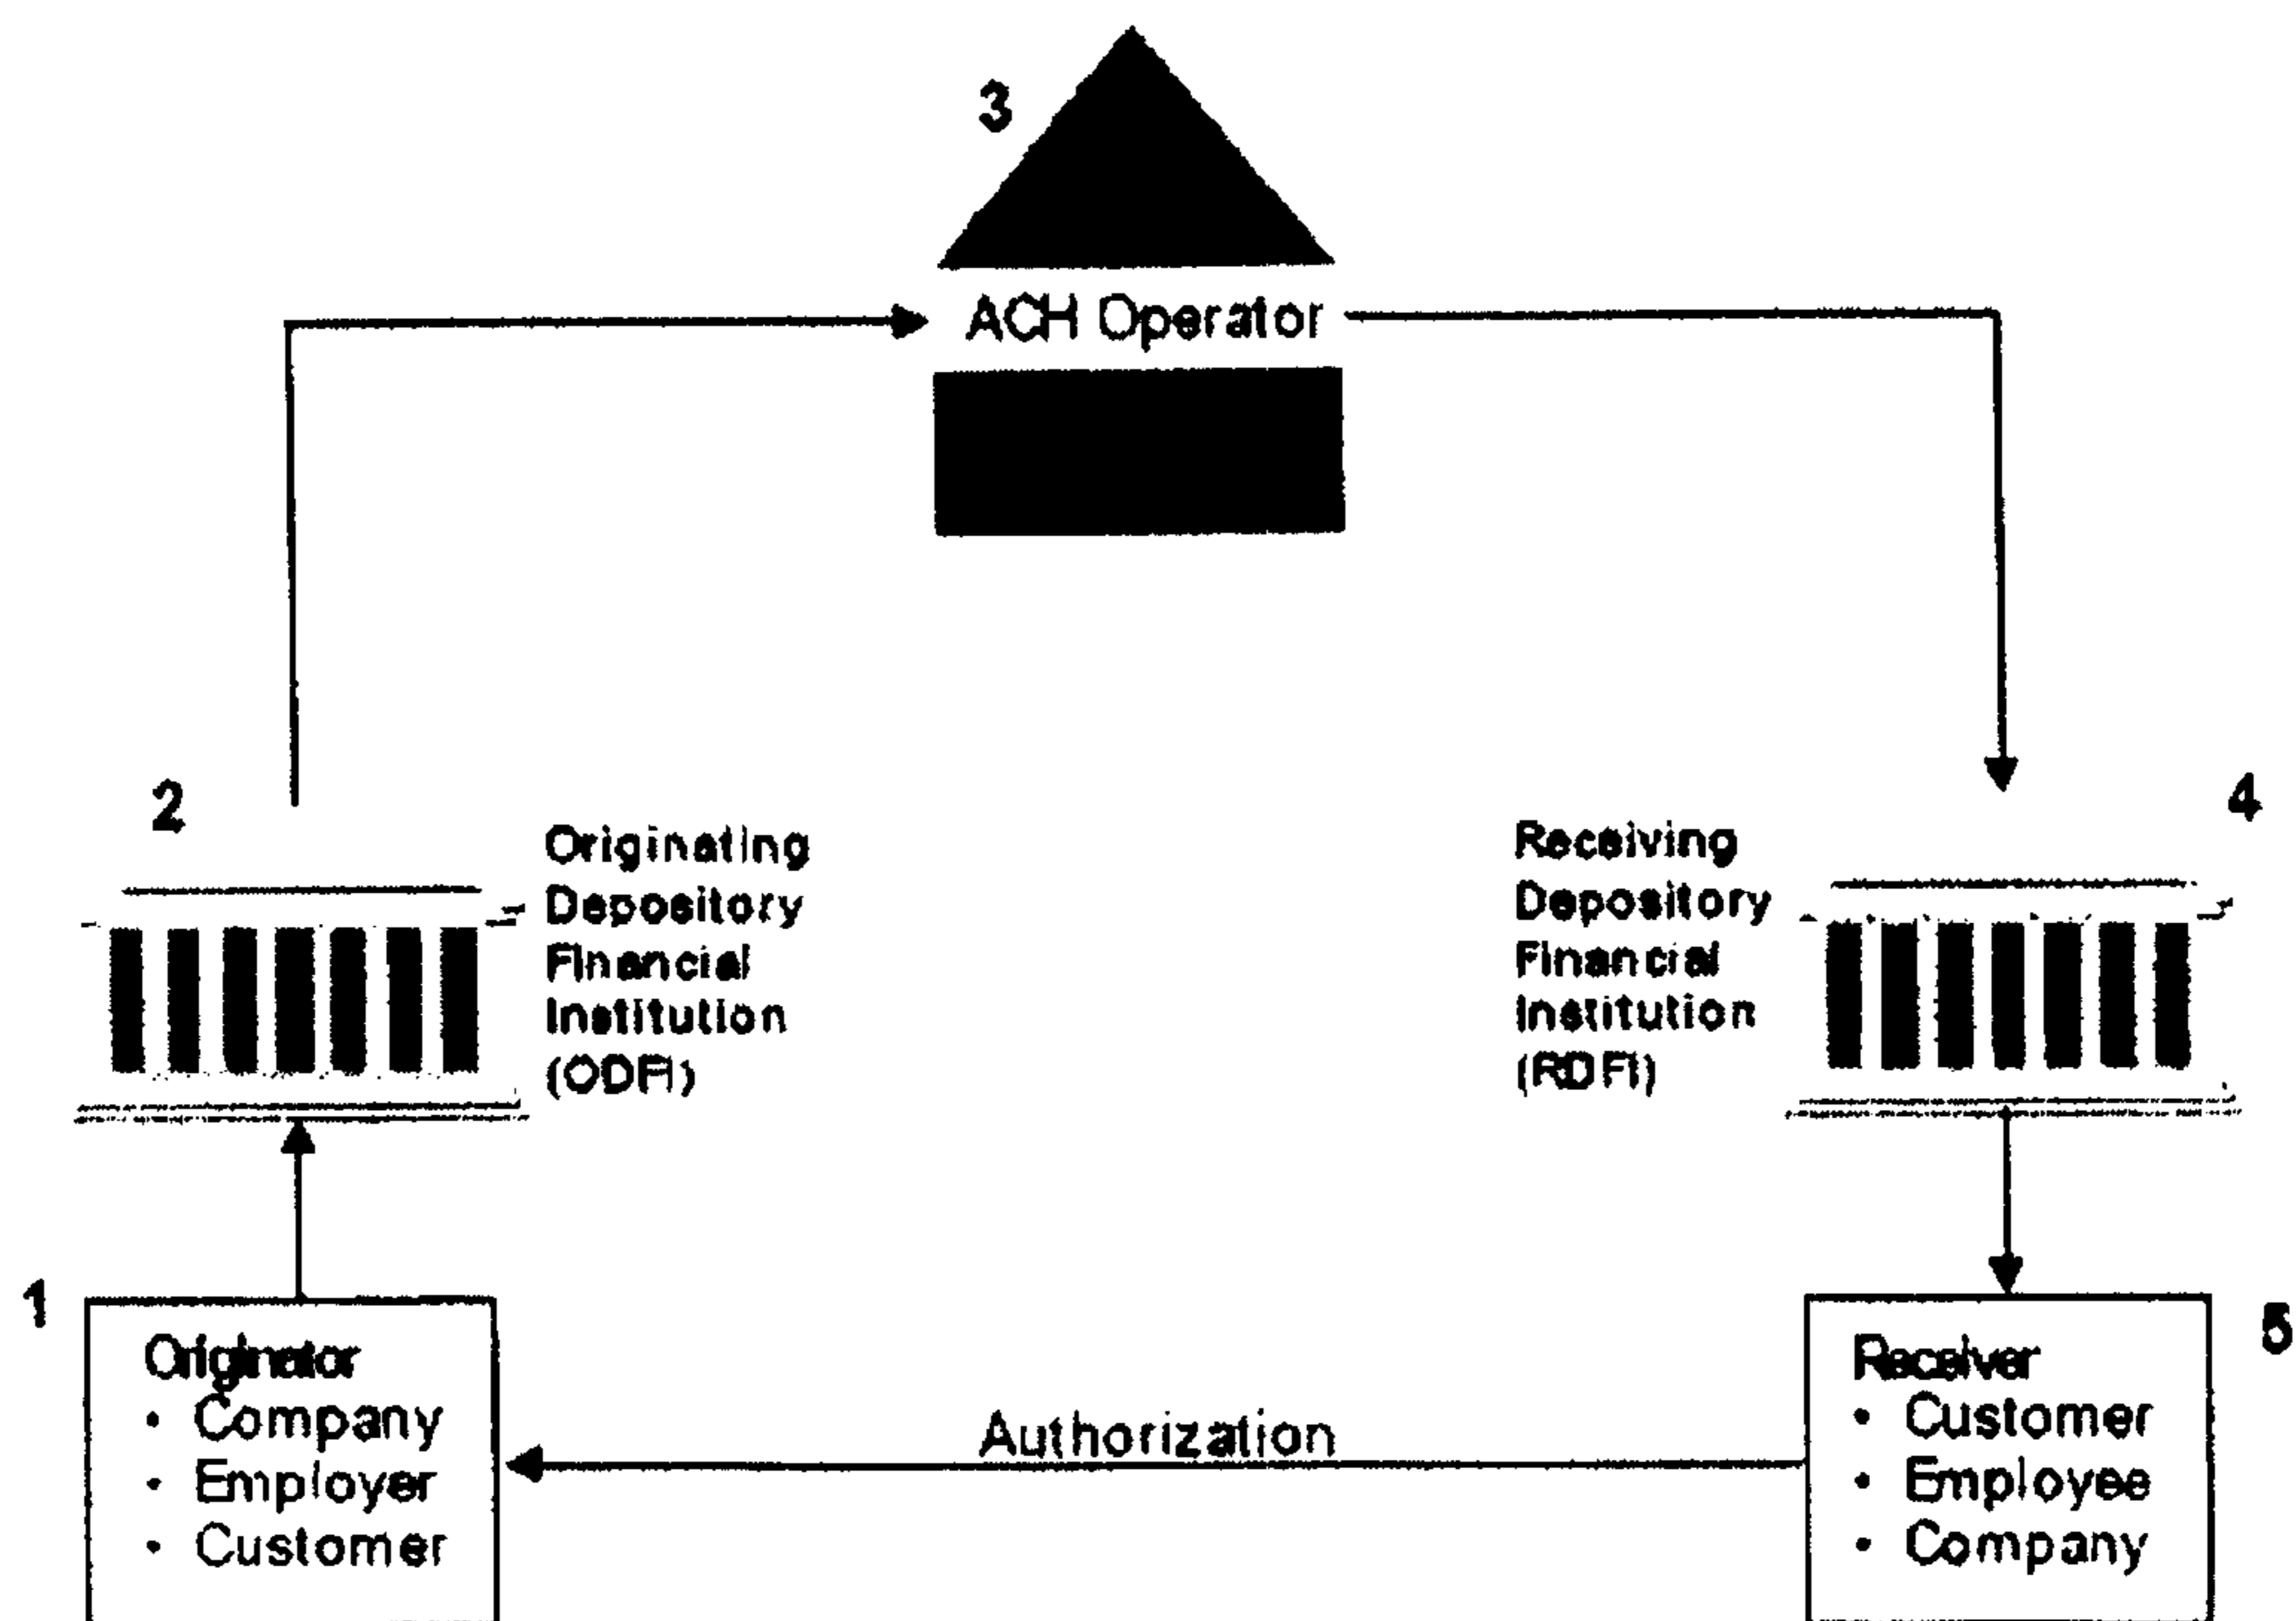 3
ACH Operator
2
Originating
Depository
Financial
Institution
(ODFI)
Receiving
Depository
Financial
Institution
(RDFI)
4
1
Originator
• Company
• Employer
• Customer
Authorization
Receiver
• Customer
• Employee
• Company
5